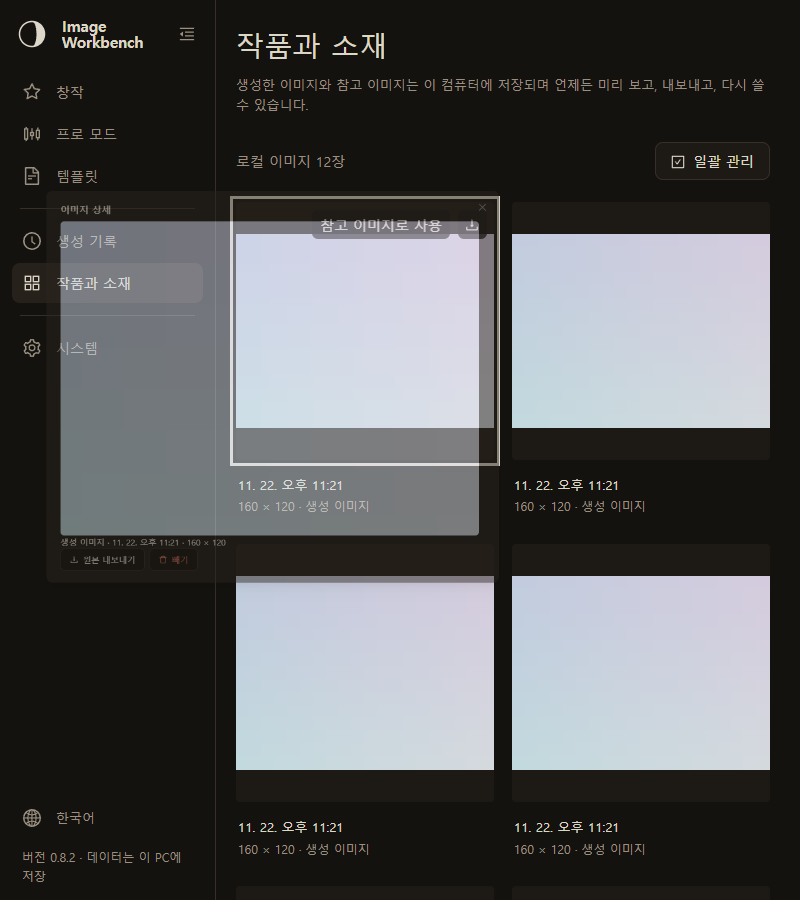 Image
Workbench
창작
프로 모드
템플릿
생성 기록
작품과 소재
시스템
한국어
버전 0.8.2 · 데이터는 이 PC에
저장
작품과 소재
생성한 이미지와 참고 이미지는 이 컴퓨터에 저장되며 언제든 미리 보고, 내보내고, 다시 쓸
수 있습니다.
로컬 이미지 12장
일괄 관리
이미지 상세
참고 이미지로 사용
11. 22. 오후 11:21
160 × 120 · 생성 이미지
11. 22. 오후 11:21
160 × 120 · 생성 이미지
생성 이미지 · 11. 22. 오후 11:21 · 160 × 120
원본 내보내기
빼기
11. 22. 오후 11:21
160 × 120 · 생성 이미지
11. 22. 오후 11:21
160 × 120 · 생성 이미지